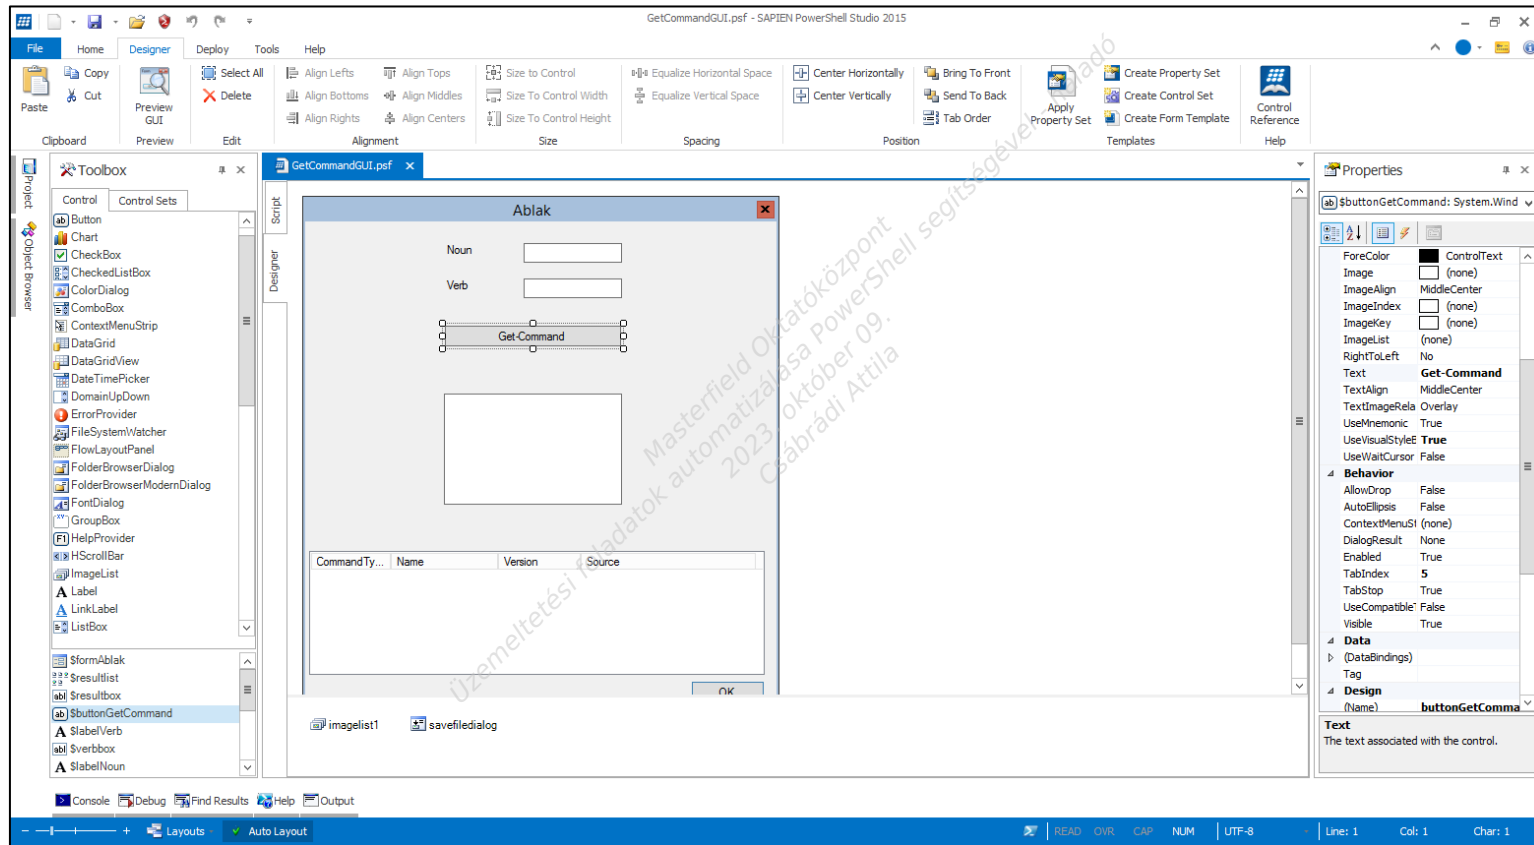 GetCommandGUI.psf - SAPIEN PowerShell Studio 2015
File Home Designer Deploy Tools Help
Paste
Copy
Cut
Clipboard
Preview GUI
Preview
Select All
Delete
Edit
Align Lefts Align Tops
Align Bottoms Align Middles
Align Rights Align Centers
Alignment
Size to Control
Size To Control Width
Size To Control Height
Size
Equalize Horizontal Space
Equalize Vertical Space
Spacing
Center Horizontally Bring To Front
Center Vertically Send To Back
Tab Order
Position
Apply Property Set
Create Property Set
Create Control Set
Create Form Template
Templates
Control Reference
Help
Project
Object Browser
Toolbox
Control Control Sets
Button
Chart
CheckBox
CheckedListBox
ColorDialog
ComboBox
ContextMenuStrip
DataGrid
DataGridView
DateTimePicker
DomainUpDown
ErrorProvider
FileSystemWatcher
FlowLayoutPanel
FolderBrowserDialog
FolderBrowserModernDialog
FontDialog
GroupBox
HelpProvider
HScrollBar
ImageList
Label
LinkLabel
ListBox
$formAblak
$resultlist
$resultbox
$buttonGetCommand
$labelVerb
$verbbox
$labelNoun
GetCommandGUI.psf
Script
Designer
Ablak
Noun
Verb
Get-Command
CommandTy... Name Version Source
OK
imagelist1 savefiledialog
Üzemeltetési feladatok automatizálása PowerShell segítségével, haladó
Masterfield Oktatóközpont
2023. október 09.
Csábrádi Attila
Properties
$buttonGetCommand: System.Wind
ForeColor ControlText
Image (none)
ImageAlign MiddleCenter
ImageIndex (none)
ImageKey (none)
ImageList (none)
RightToLeft No
Text Get-Command
TextAlign MiddleCenter
TextImageRela Overlay
UseMnemonic True
UseVisualStyleE True
UseWaitCursor False
Behavior
AllowDrop False
AutoEllipsis False
ContextMenuSt (none)
DialogResult None
Enabled True
TabIndex 5
TabStop True
UseCompatibleT False
Visible True
Data
(DataBindings)
Tag
Design
(Name) buttonGetComma
Text
The text associated with the control.
Console Debug Find Results Help Output
Layouts Auto Layout READ OVR CAP NUM UTF-8 Line: 1 Col: 1 Char: 1